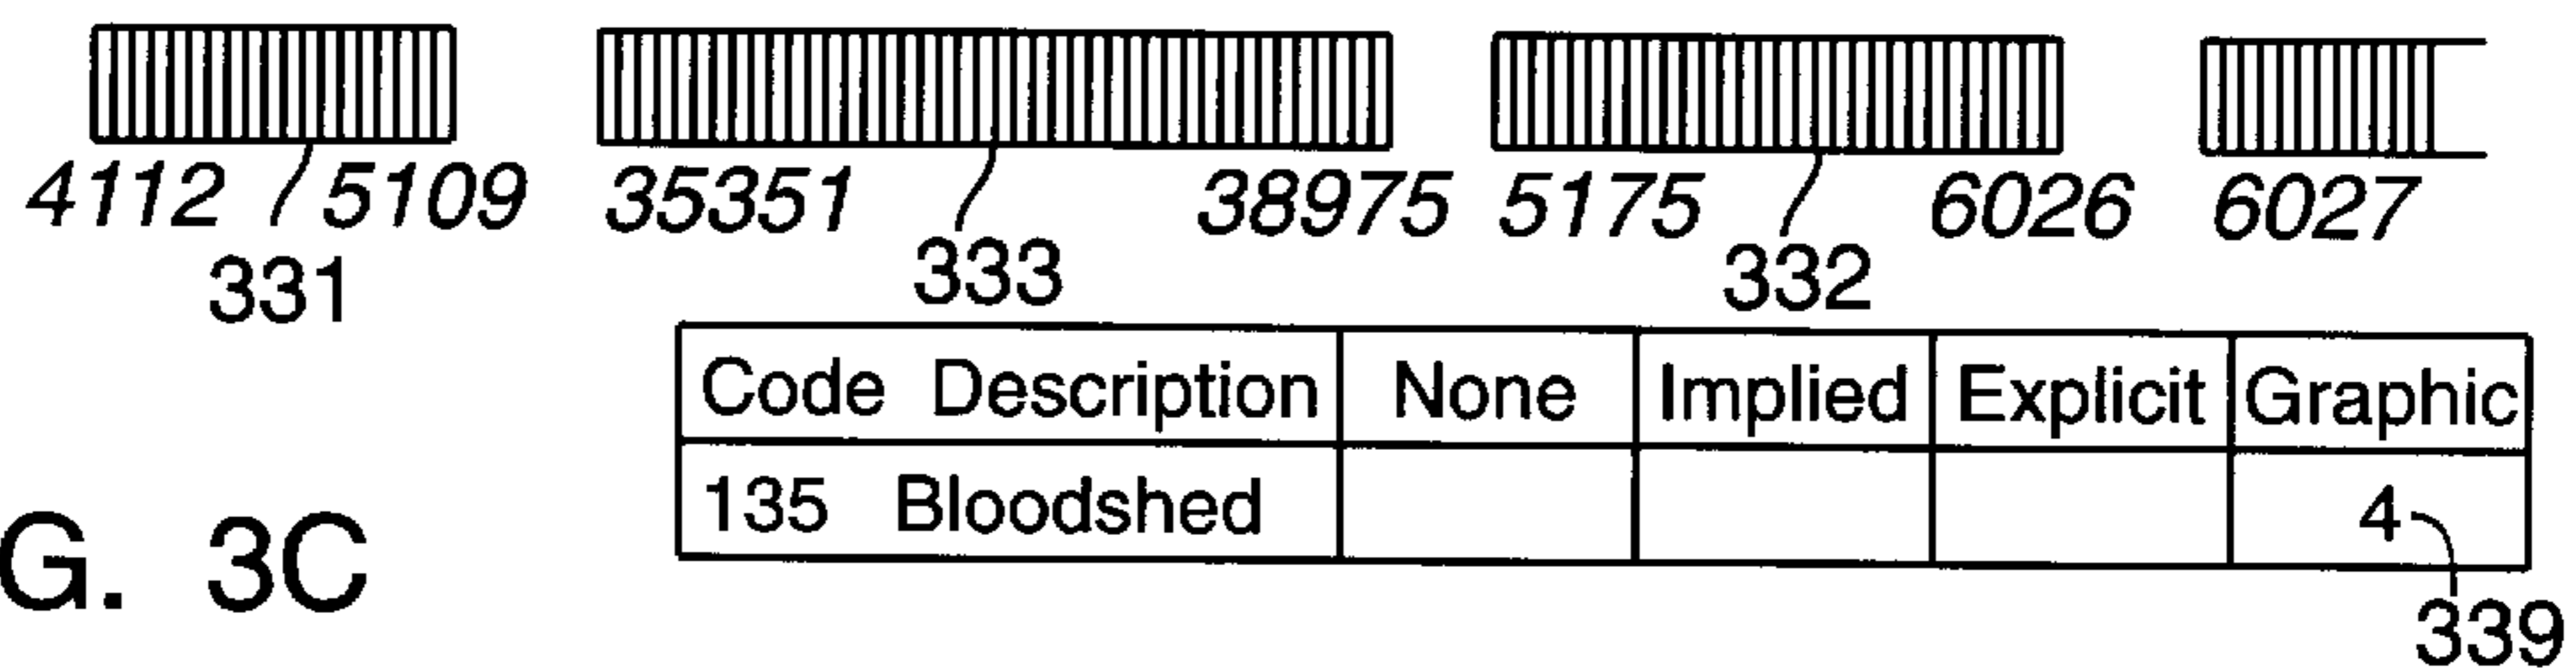 4112 5109 35351 38975 5175 6026 6027
331 333 332
Code Description None Implied Explicit Graphic
135 Bloodshed 4
G. 3C
339